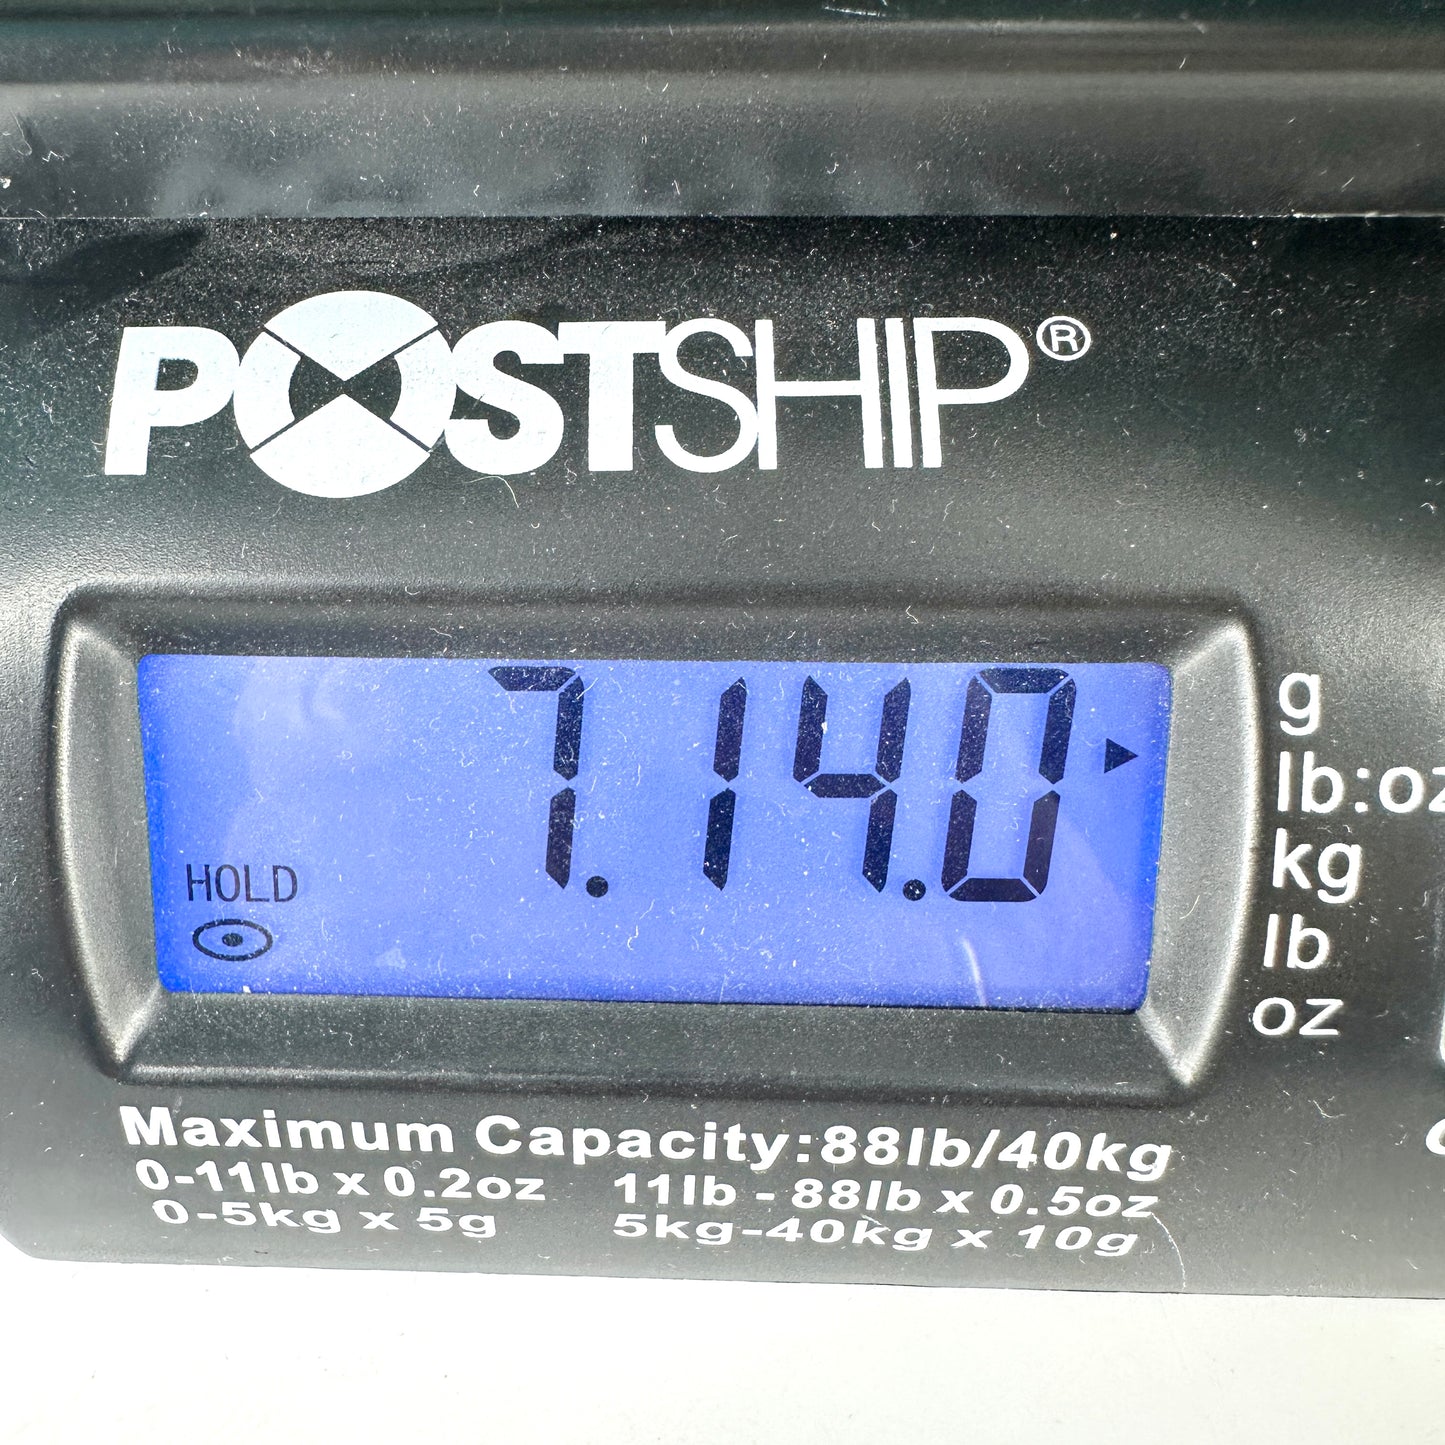 POSTSHIP®
7.14.0
HOLD
g
lb:oz
kg
lb
oz
Maximum Capacity:88lb/40kg
0-11lb x 0.2oz 11lb - 88lb x 0.5oz
0-5kg x 5g 5kg-40kg x 10g